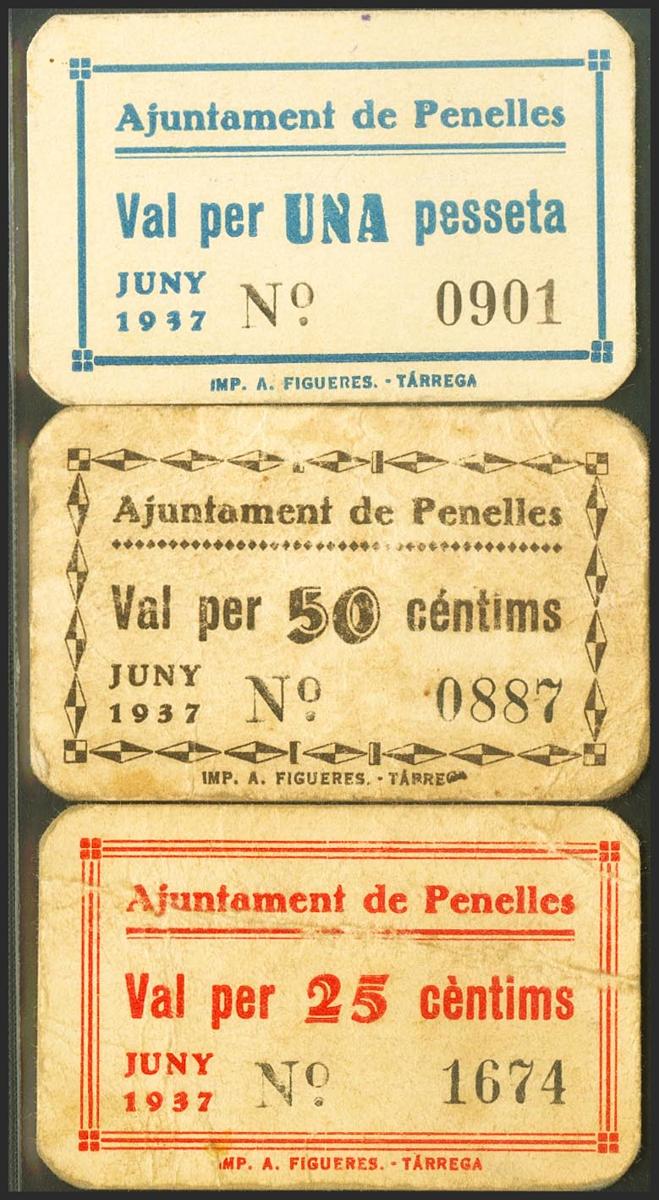 Ajuntament de Penelles
Val per UNA pesseta
JUNY
1937 Nº 0901
IMP. A. FIGUERES. - TÁRREGA
Ajuntament de Penelles
Val per 50 céntims
JUNY
1937 Nº 0887
IMP. A. FIGUERES. - TÁRREGA
Ajuntament de Penelles
Val per 25 cèntims
JUNY
1937 Nº 1674
IMP. A. FIGUERES. - TÁRREGA